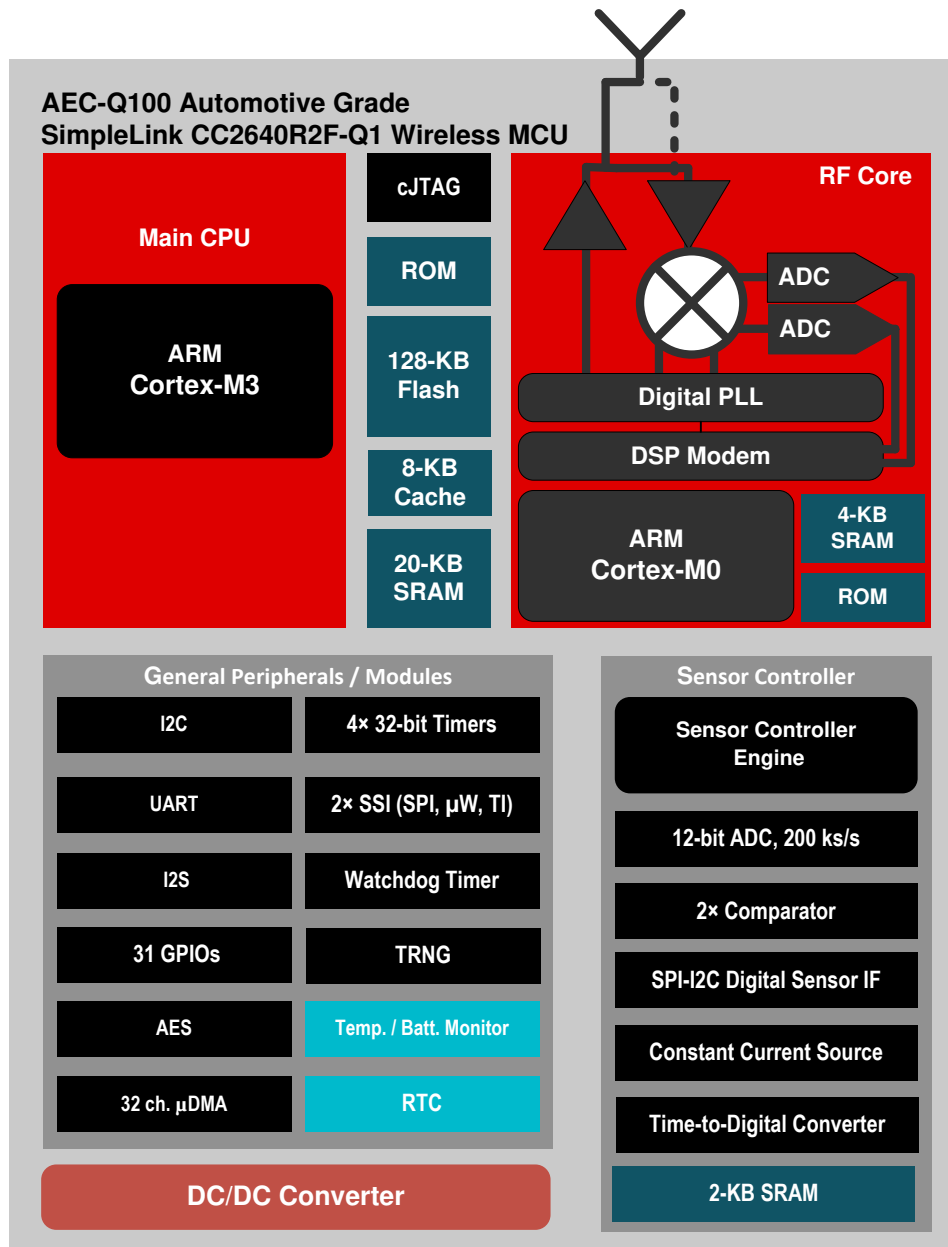 AEC-Q100 Automotive Grade
SimpleLink CC2640R2F-Q1 Wireless MCU
Main CPU
ARM
Cortex-M3
cJTAG
ROM
128-KB
Flash
8-KB
Cache
20-KB
SRAM
RF Core
ADC
ADC
Digital PLL
DSP Modem
ARM
Cortex-M0
4-KB
SRAM
ROM
General Peripherals / Modules
I2C
4× 32-bit Timers
UART
2× SSI (SPI, µW, TI)
I2S
Watchdog Timer
31 GPIOs
TRNG
AES
Temp. / Batt. Monitor
32 ch. µDMA
RTC
Sensor Controller
Sensor Controller
Engine
12-bit ADC, 200 ks/s
2× Comparator
SPI-I2C Digital Sensor IF
Constant Current Source
Time-to-Digital Converter
2-KB SRAM
DC/DC Converter